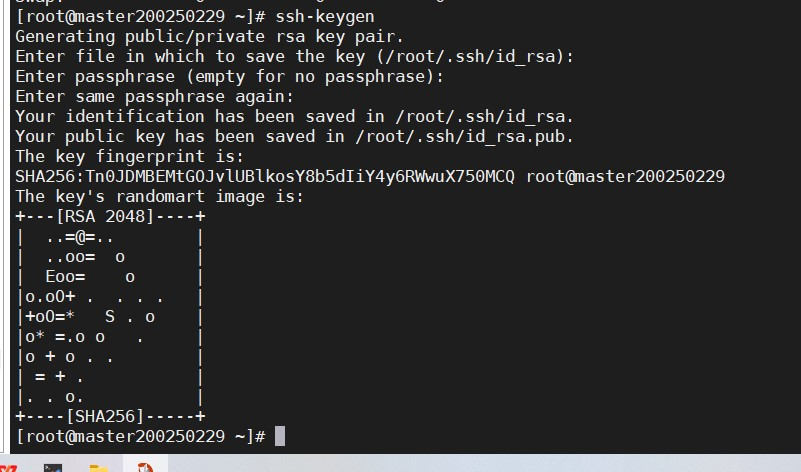 [root@master200250229 ~]# ssh-keygen
Generating public/private rsa key pair.
Enter file in which to save the key (/root/.ssh/id_rsa):
Enter passphrase (empty for no passphrase):
Enter same passphrase again:
Your identification has been saved in /root/.ssh/id_rsa.
Your public key has been saved in /root/.ssh/id_rsa.pub.
The key fingerprint is:
SHA256:Tn0JDMBEMtGOJvlUBlkosY8b5dIiY4y6RWwuX750MCQ root@master200250229
The key's randomart image is:
+---[RSA 2048]----+
|  ..=@=..        |
|  ..oo=  o       |
|  Eoo=    o      |
|o.oO+ .  . . .   |
|+oO=*   S . o    |
|o* =.o o   .     |
|o + o . .        |
| = + .           |
|. . o.           |
+----[SHA256]-----+
[root@master200250229 ~]#